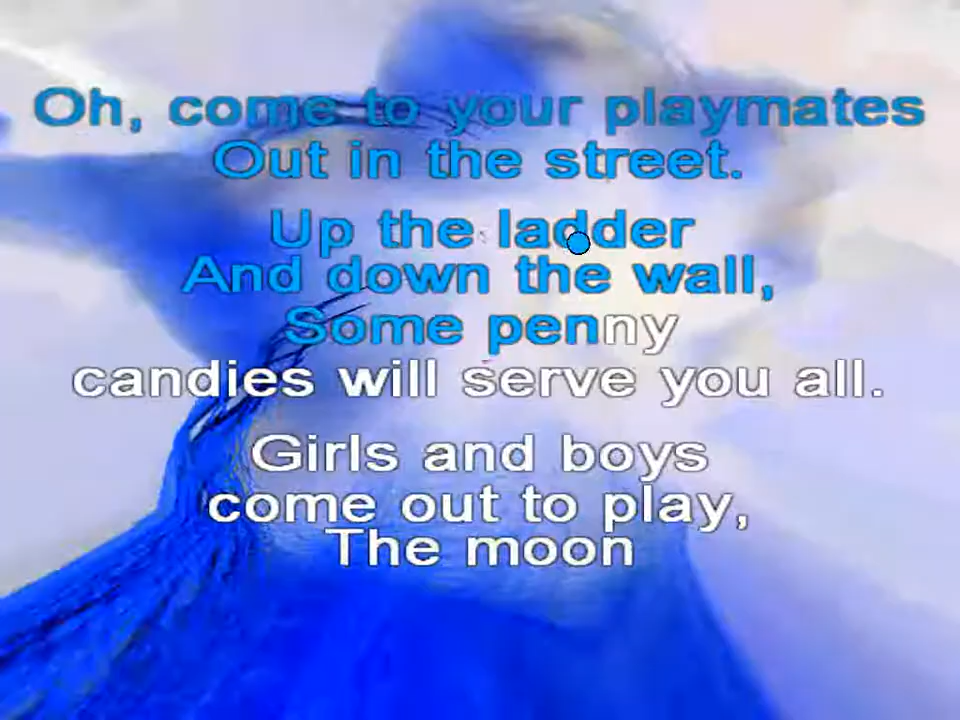 Oh, come to your playmates
Out in the street.
Up the ladder
And down the wall,
Some penny
candies will serve you all.
Girls and boys
come out to play,
The moon